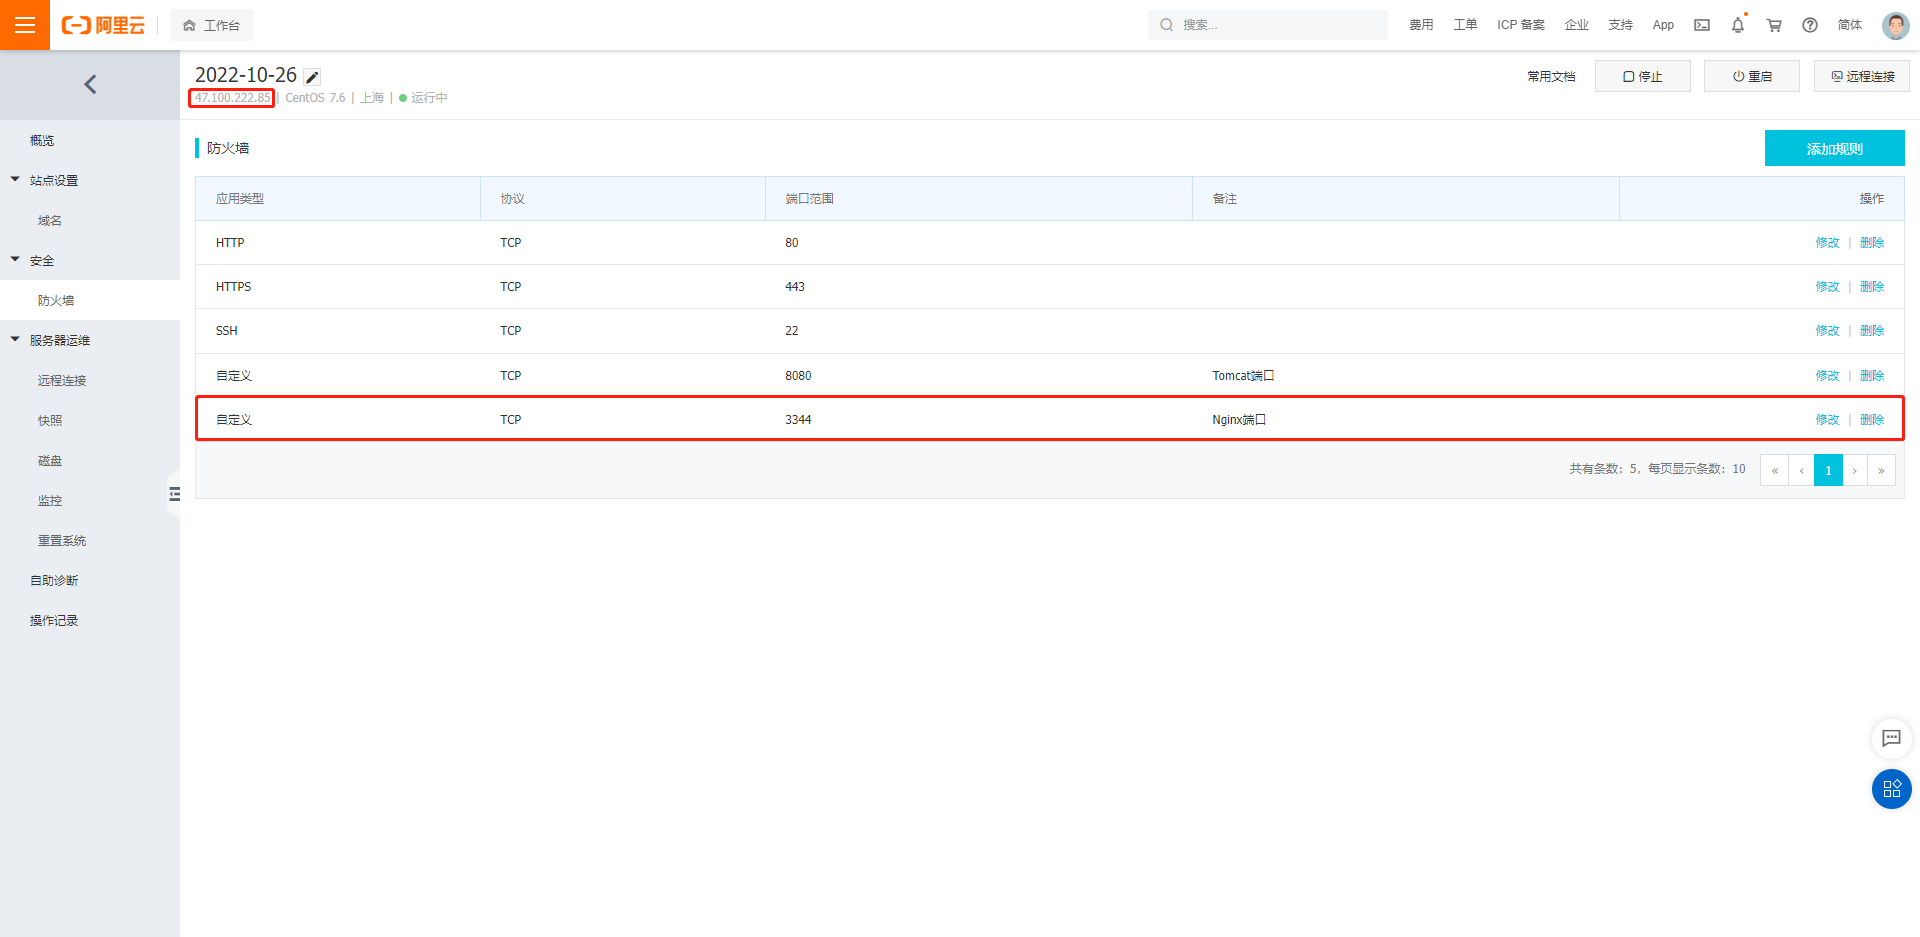 阿里云
工作台
搜索...
费用 工单 ICP 备案 企业 支持 App 简体
2022-10-26
47.100.222.85 | CentOS 7.6 | 上海 | 运行中
常用文档 停止 重启 远程连接
概览
站点设置
域名
安全
防火墙
服务器运维
远程连接
快照
磁盘
监控
重置系统
自助诊断
操作记录
防火墙
添加规则
应用类型 协议 端口范围 备注 操作
HTTP TCP 80 修改 | 删除
HTTPS TCP 443 修改 | 删除
SSH TCP 22 修改 | 删除
自定义 TCP 8080 Tomcat端口 修改 | 删除
自定义 TCP 3344 Nginx端口 修改 | 删除
共有条数: 5, 每页显示条数: 10 « ‹ 1 › »